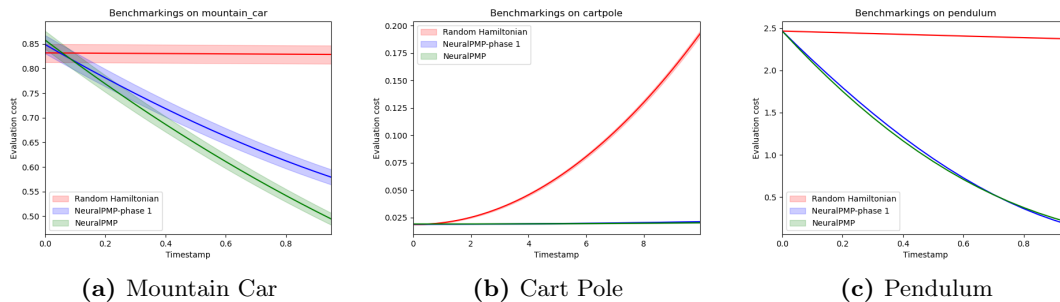 Benchmarkings on mountain_car
Evaluation cost
0.85
0.80
0.75
0.70
0.65
0.60
0.55
0.50
Random Hamiltonian
NeuralPMP-phase 1
NeuralPMP
0.0
0.2
0.4
0.6
0.8
Timestamp
(a) Mountain Car
Benchmarkings on cartpole
Evaluation cost
0.200
0.175
0.150
0.125
0.100
0.075
0.050
0.025
Random Hamiltonian
NeuralPMP-phase 1
NeuralPMP
0
2
4
6
8
Timestamp
(b) Cart Pole
Benchmarkings on pendulum
Evaluation cost
2.5
2.0
1.5
1.0
0.5
Random Hamiltonian
NeuralPMP-phase 1
NeuralPMP
0.0
0.2
0.4
0.6
0.8
Timestamp
(c) Pendulum